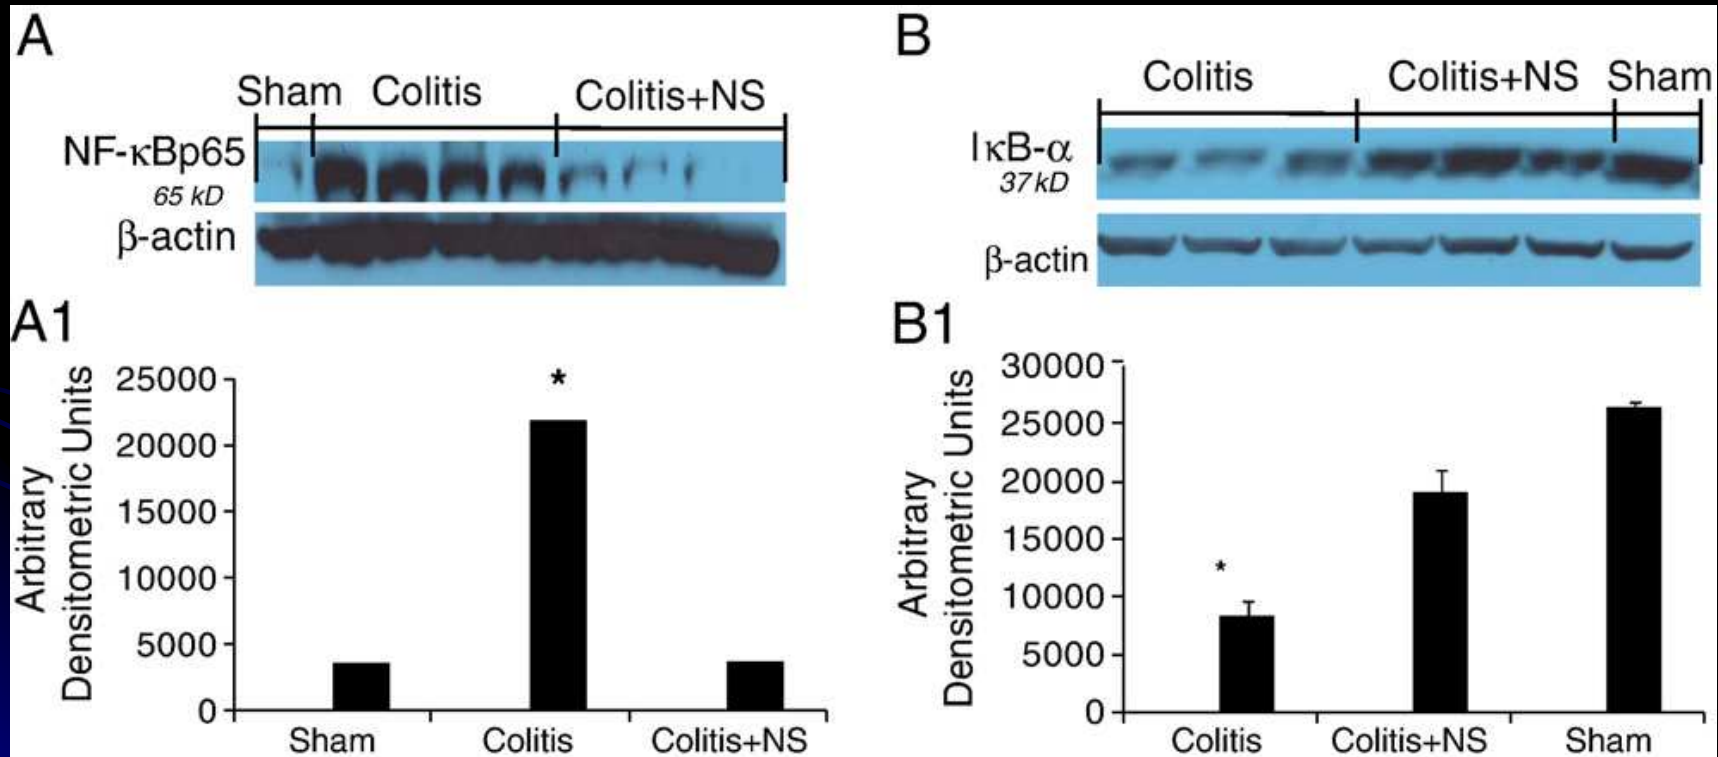 A
Sham Colitis Colitis+NS
NF-κBp65
65 kD
β-actin
B
Colitis Colitis+NS Sham
IκB-α
37kD
β-actin
A1
Arbitrary
Densitometric Units
25000
20000
15000
10000
5000
0
*
Sham Colitis Colitis+NS
B1
Arbitrary
Densitometric Units
30000
25000
20000
15000
10000
5000
0
*
Colitis Colitis+NS Sham